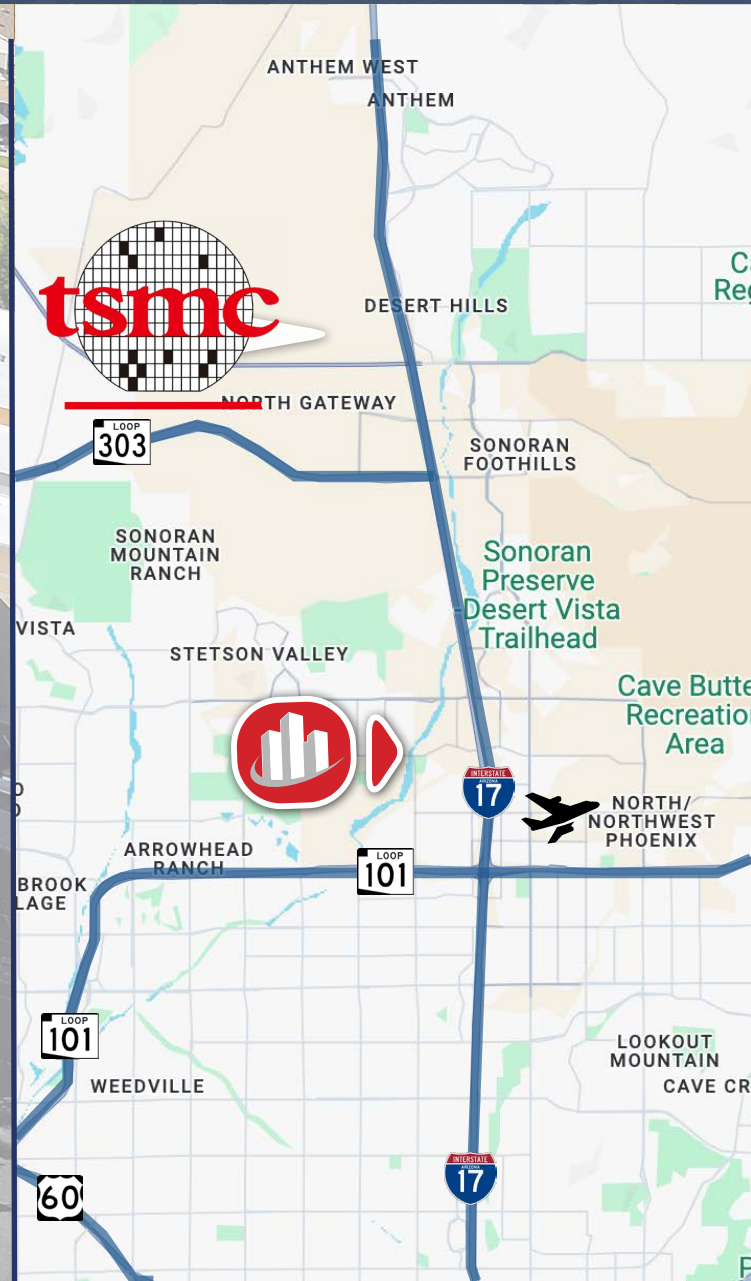 ANTHEM WEST
ANTHEM
tsmc
DESERT HILLS
NORTH GATEWAY
LOOP
303
SONORAN
FOOTHILLS
SONORAN
MOUNTAIN
RANCH
Sonoran
Preserve
-Desert Vista
Trailhead
VISTA
STETSON VALLEY
Cave Butte
Recreation
Area
INTERSTATE
ARIZONA
17
NORTH/
NORTHWEST
PHOENIX
ARROWHEAD
RANCH
LOOP
101
BROOK
LAGE
LOOP
101
LOOKOUT
MOUNTAIN
WEEDVILLE
CAVE CR
INTERSTATE
ARIZONA
17
60